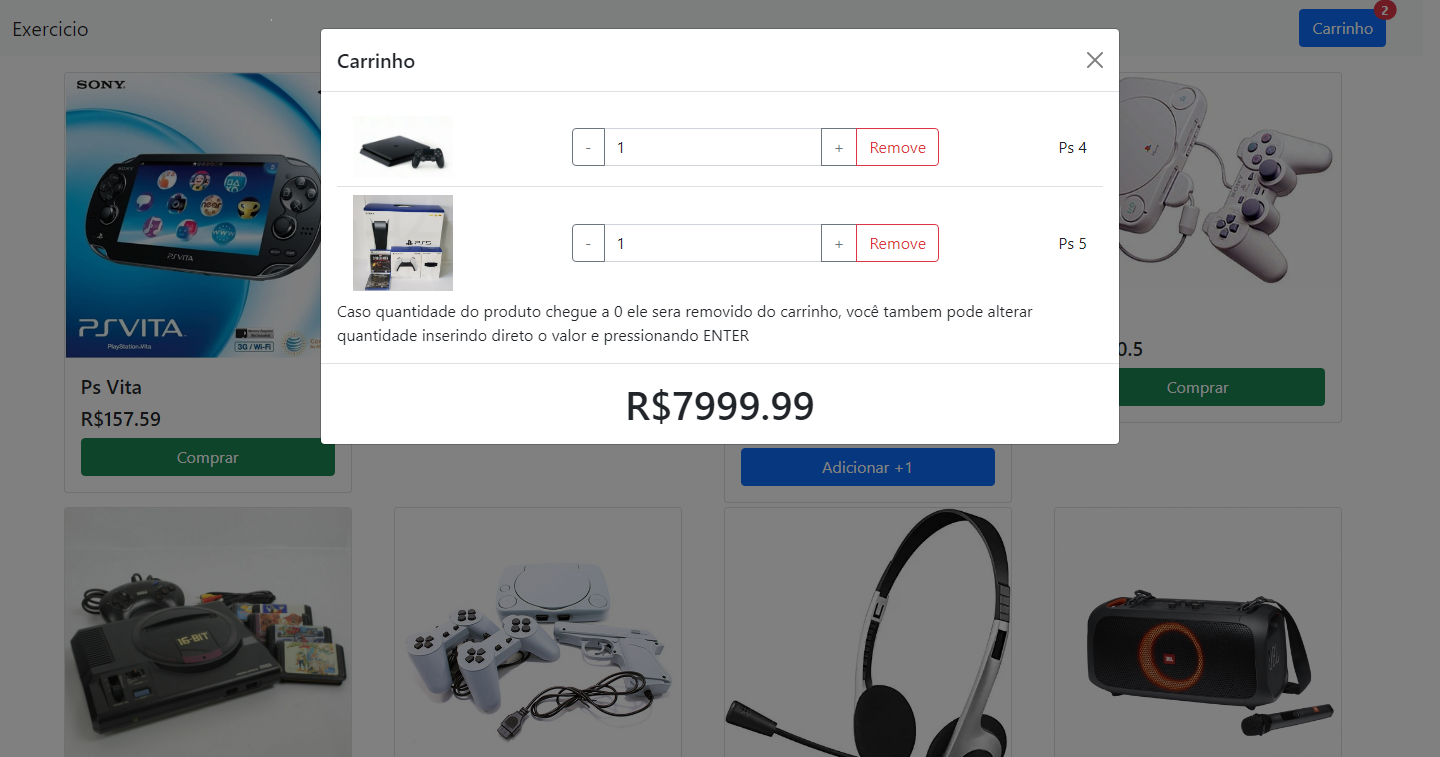 Exercicio
Carrinho
2
Carrinho
- 1 + Remove
Ps 4
PS5
- 1 + Remove
Ps 5
Caso quantidade do produto chegue a 0 ele sera removido do carrinho, você tambem pode alterar
quantidade inserindo direto o valor e pressionando ENTER
R$7999.99
SONY
PSVITA
PSVITA
PlayStation.Vita
3G / Wi-Fi
Ps Vita
R$157.59
Comprar
Adicionar +1
0.5
Comprar
16-BIT
JBL